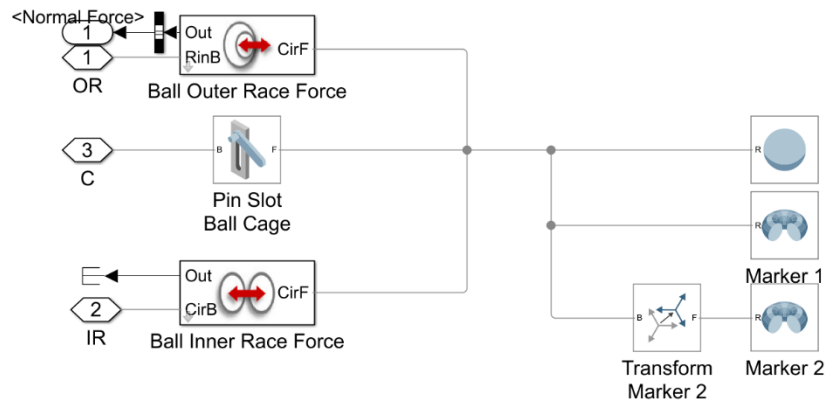 <Normal Force>
1
Out
1
RinB
CirF
OR
Ball Outer Race Force
3
B
F
R
C
Pin Slot
Ball Cage
R
Marker 1
Out
2
CirB
CirF
B
F
R
IR
Ball Inner Race Force
Transform
Marker 2
Marker 2